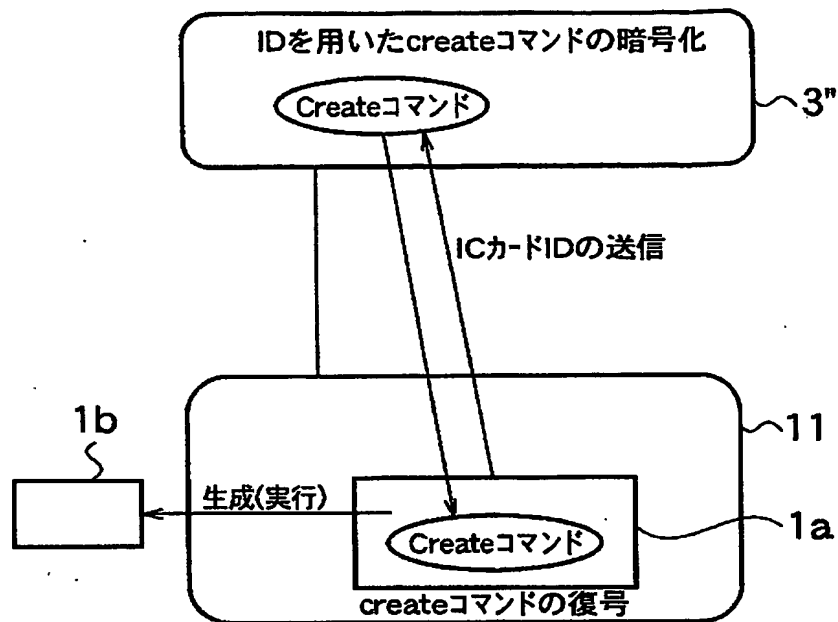 IDを用いたcreateコマンドの暗号化
Createコマンド
3"
ICカードIDの送信
1b
11
生成(実行)
Createコマンド
1a
createコマンドの復号